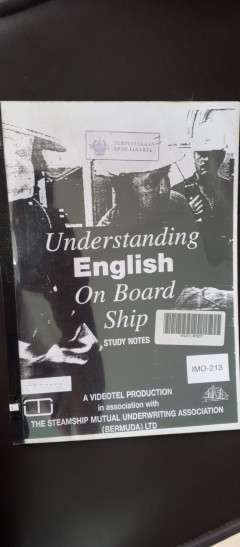 PERPUSTAKAAN
Understanding
English
On Board
Ship
STUDY NOTES
IMO-213
A VIDEOTEL PRODUCTION
in association with
THE STEAMSHIP MUTUAL UNDERWRITING ASSOCIATION
(BERMUDA) LTD